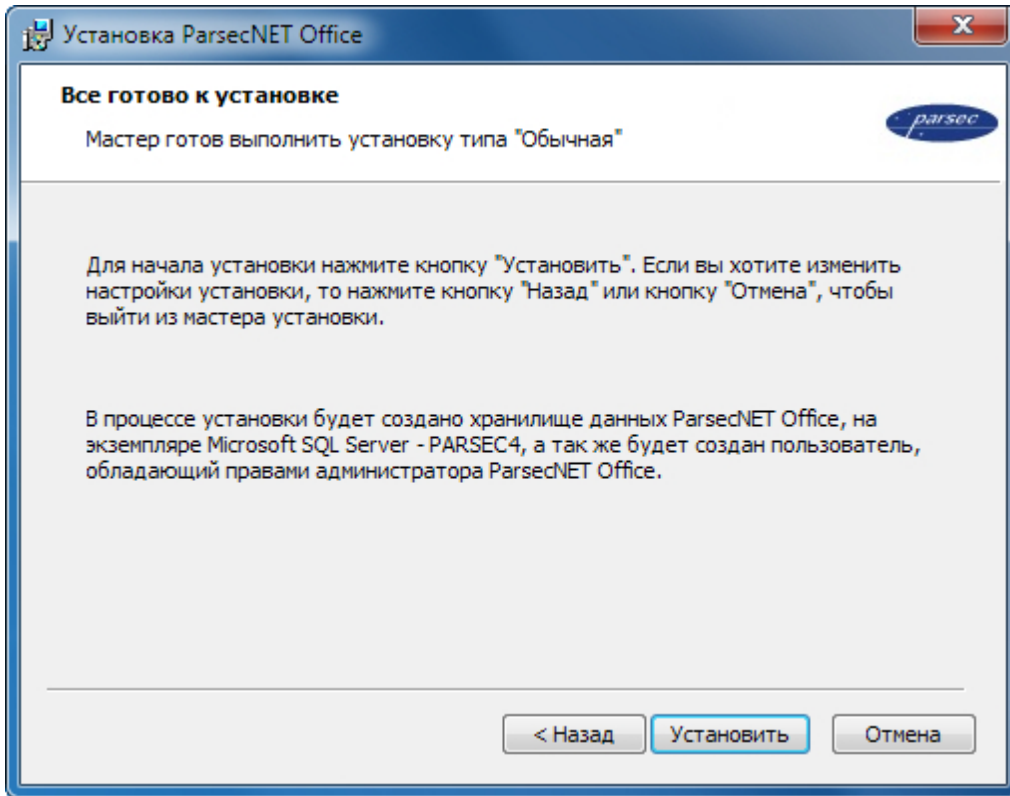 Установка ParsecNET Office
Все готово к установке
Мастер готов выполнить установку типа "Обычная"
parsec
Для начала установки нажмите кнопку "Установить". Если вы хотите изменить
настройки установки, то нажмите кнопку "Назад" или кнопку "Отмена", чтобы
выйти из мастера установки.
В процессе установки будет создано хранилище данных ParsecNET Office, на
экземпляре Microsoft SQL Server - PARSEC4, а так же будет создан пользователь,
обладающий правами администратора ParsecNET Office.
< Назад
Установить
Отмена